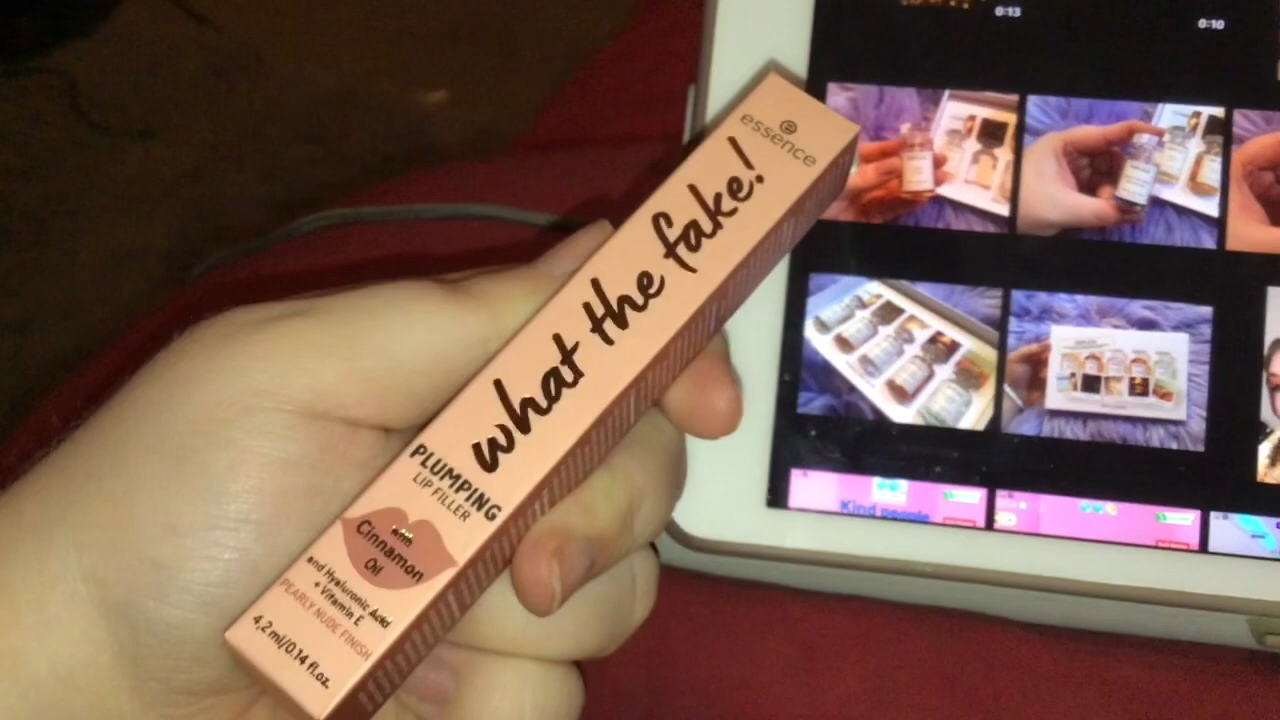 0:13
0:10
e
essence
what the fake!
PLUMPING
LIP FILLER
with
Cinnamon
Oil
and Hyaluronic Acid
+ Vitamin E
PEARLY NUDE FINISH
4,2 ml/0.14 fl.oz.
Kind people